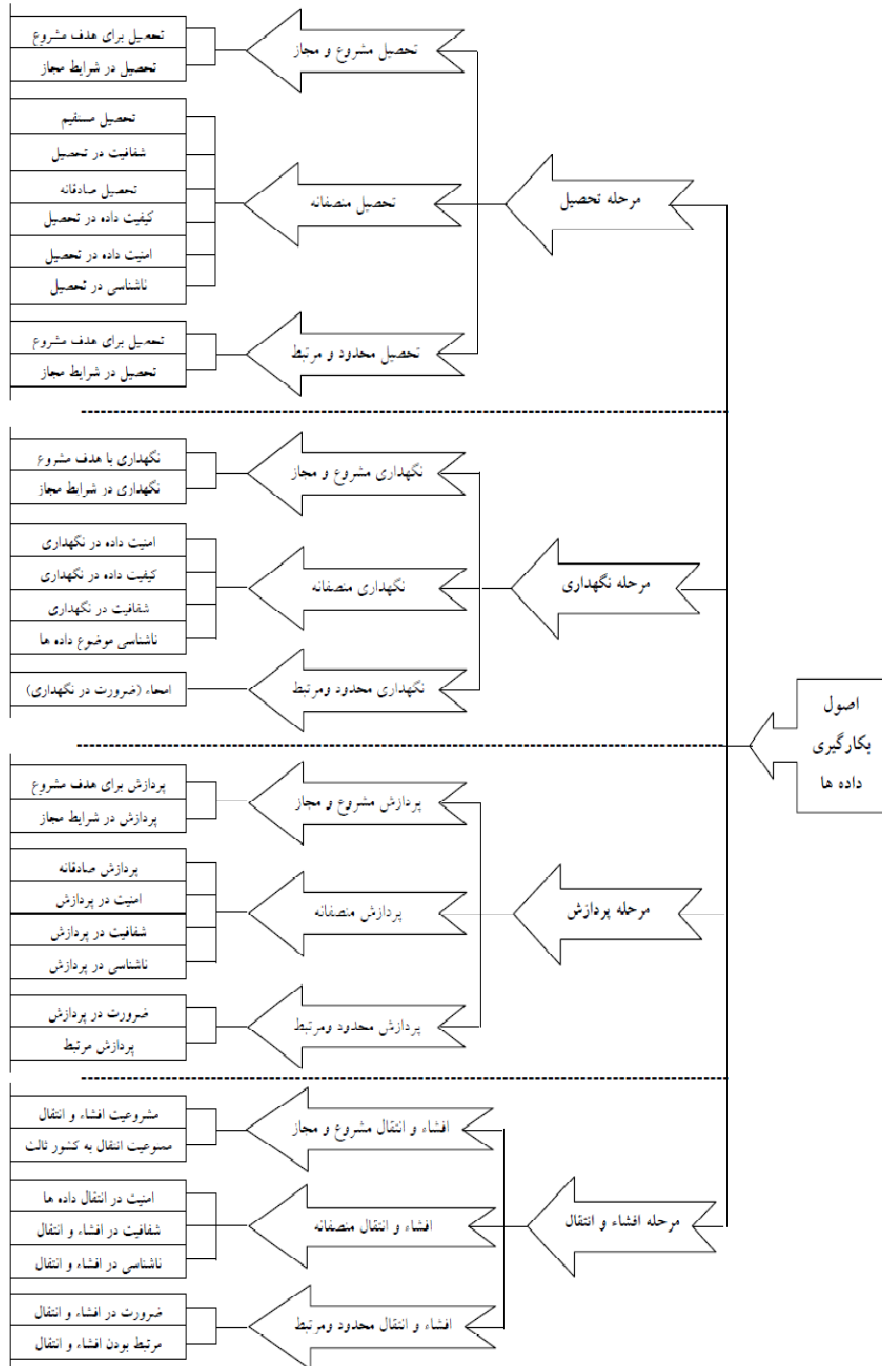 اصول
بکارگیری
داده ها
مرحله تحصیل
تحصیل مشروع و مجاز
تحصیل برای هدف مشروع
تحصیل در شرایط مجاز
تحصیل منصفانه
تحصیل مستقیم
شفافیت در تحصیل
تحصیل صادقانه
کیفیت داده در تحصیل
امنیت داده در تحصیل
ناشناسی در تحصیل
تحصیل محدود و مرتبط
تحصیل برای هدف مشروع
تحصیل در شرایط مجاز
مرحله نگهداری
نگهداری مشروع و مجاز
نگهداری با هدف مشروع
نگهداری در شرایط مجاز
نگهداری منصفانه
امنیت داده در نگهداری
کیفیت داده در نگهداری
شفافیت در نگهداری
ناشناسی موضوع داده ها
نگهداری محدود ومرتبط
امحاء (ضرورت در نگهداری)
مرحله پردازش
پردازش مشروع و مجاز
پردازش برای هدف مشروع
پردازش در شرایط مجاز
پردازش منصفانه
پردازش صادقانه
امنیت در پردازش
شفافیت در پردازش
ناشناسی در پردازش
پردازش محدود ومرتبط
ضرورت در پردازش
پردازش مرتبط
مرحله افشاء و انتقال
افشاء و انتقال مشروع و مجاز
مشروعیت افشاء و انتقال
ممنوعیت انتقال به کشور ثالث
افشاء و انتقال منصفانه
امنیت در انتقال داده ها
شفافیت در افشاء و انتقال
ناشناسی در افشاء و انتقال
افشاء و انتقال محدود ومرتبط
ضرورت در افشاء و انتقال
مرتبط بودن افشاء و انتقال